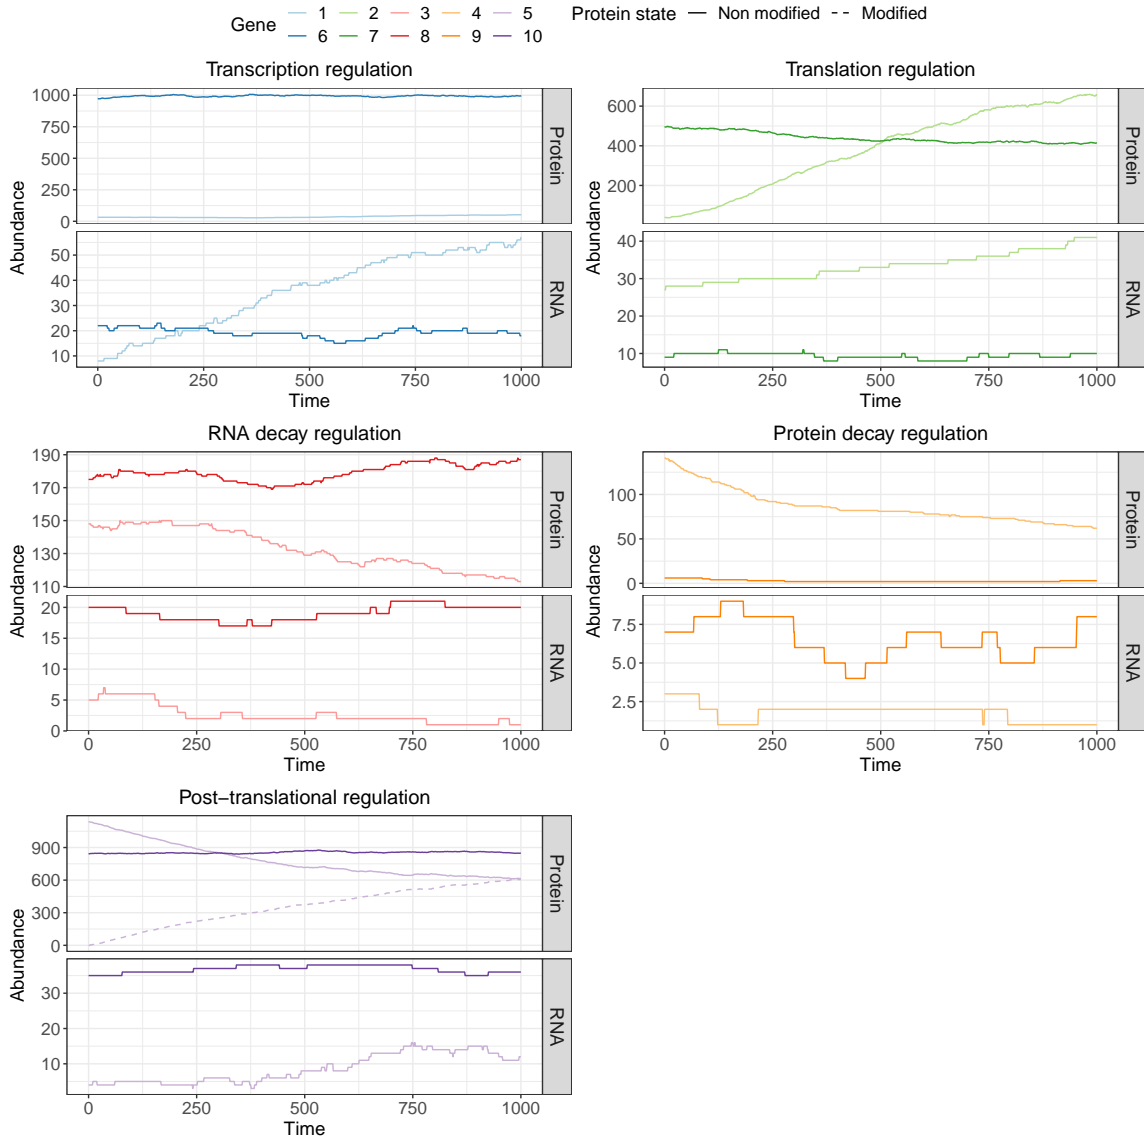 Gene 1 2 3 4 5 Protein state Non modified Modified
6 7 8 9 10
Transcription regulation
1000
750
500
250
0
Protein
50
40
30
20
10
RNA
0 250 500 750 1000
Time
Abundance
Translation regulation
600
400
200
Protein
40
30
20
10
RNA
0 250 500 750 1000
Time
Abundance
RNA decay regulation
190
170
150
130
110
Protein
20
15
10
5
0
RNA
0 250 500 750 1000
Time
Abundance
Protein decay regulation
100
50
0
Protein
7.5
5.0
2.5
RNA
0 250 500 750 1000
Time
Abundance
Post−translational regulation
900
600
300
0
Protein
30
20
10
RNA
0 250 500 750 1000
Time
Abundance